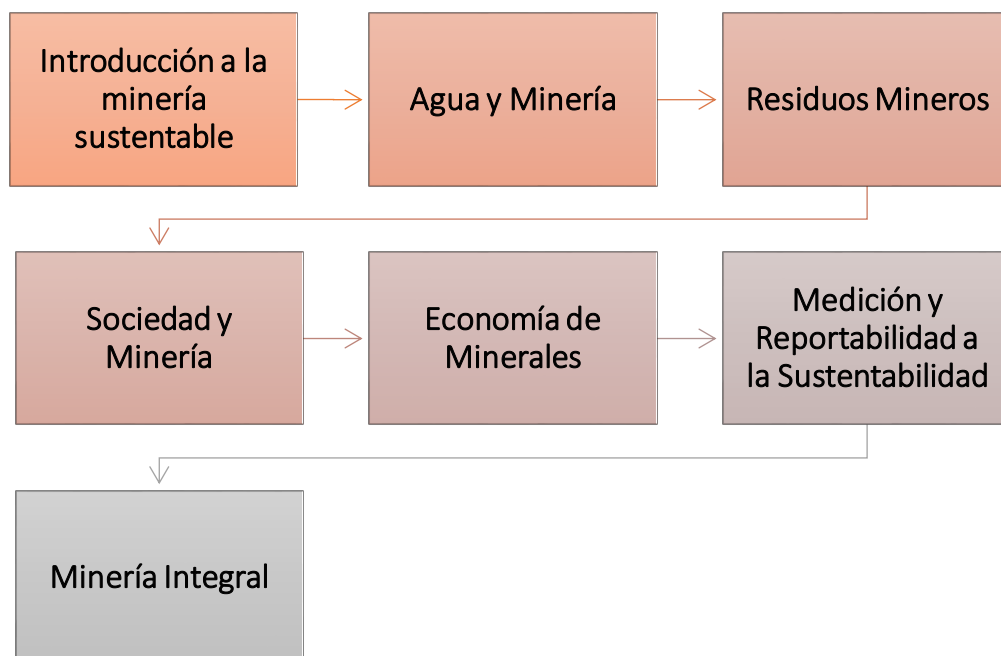 Introducción a la
minería
sustentable
Agua y Minería
Residuos Mineros
Sociedad y
Minería
Economía de
Minerales
Medición y
Reportabilidad a
la Sustentabilidad
Minería Integral